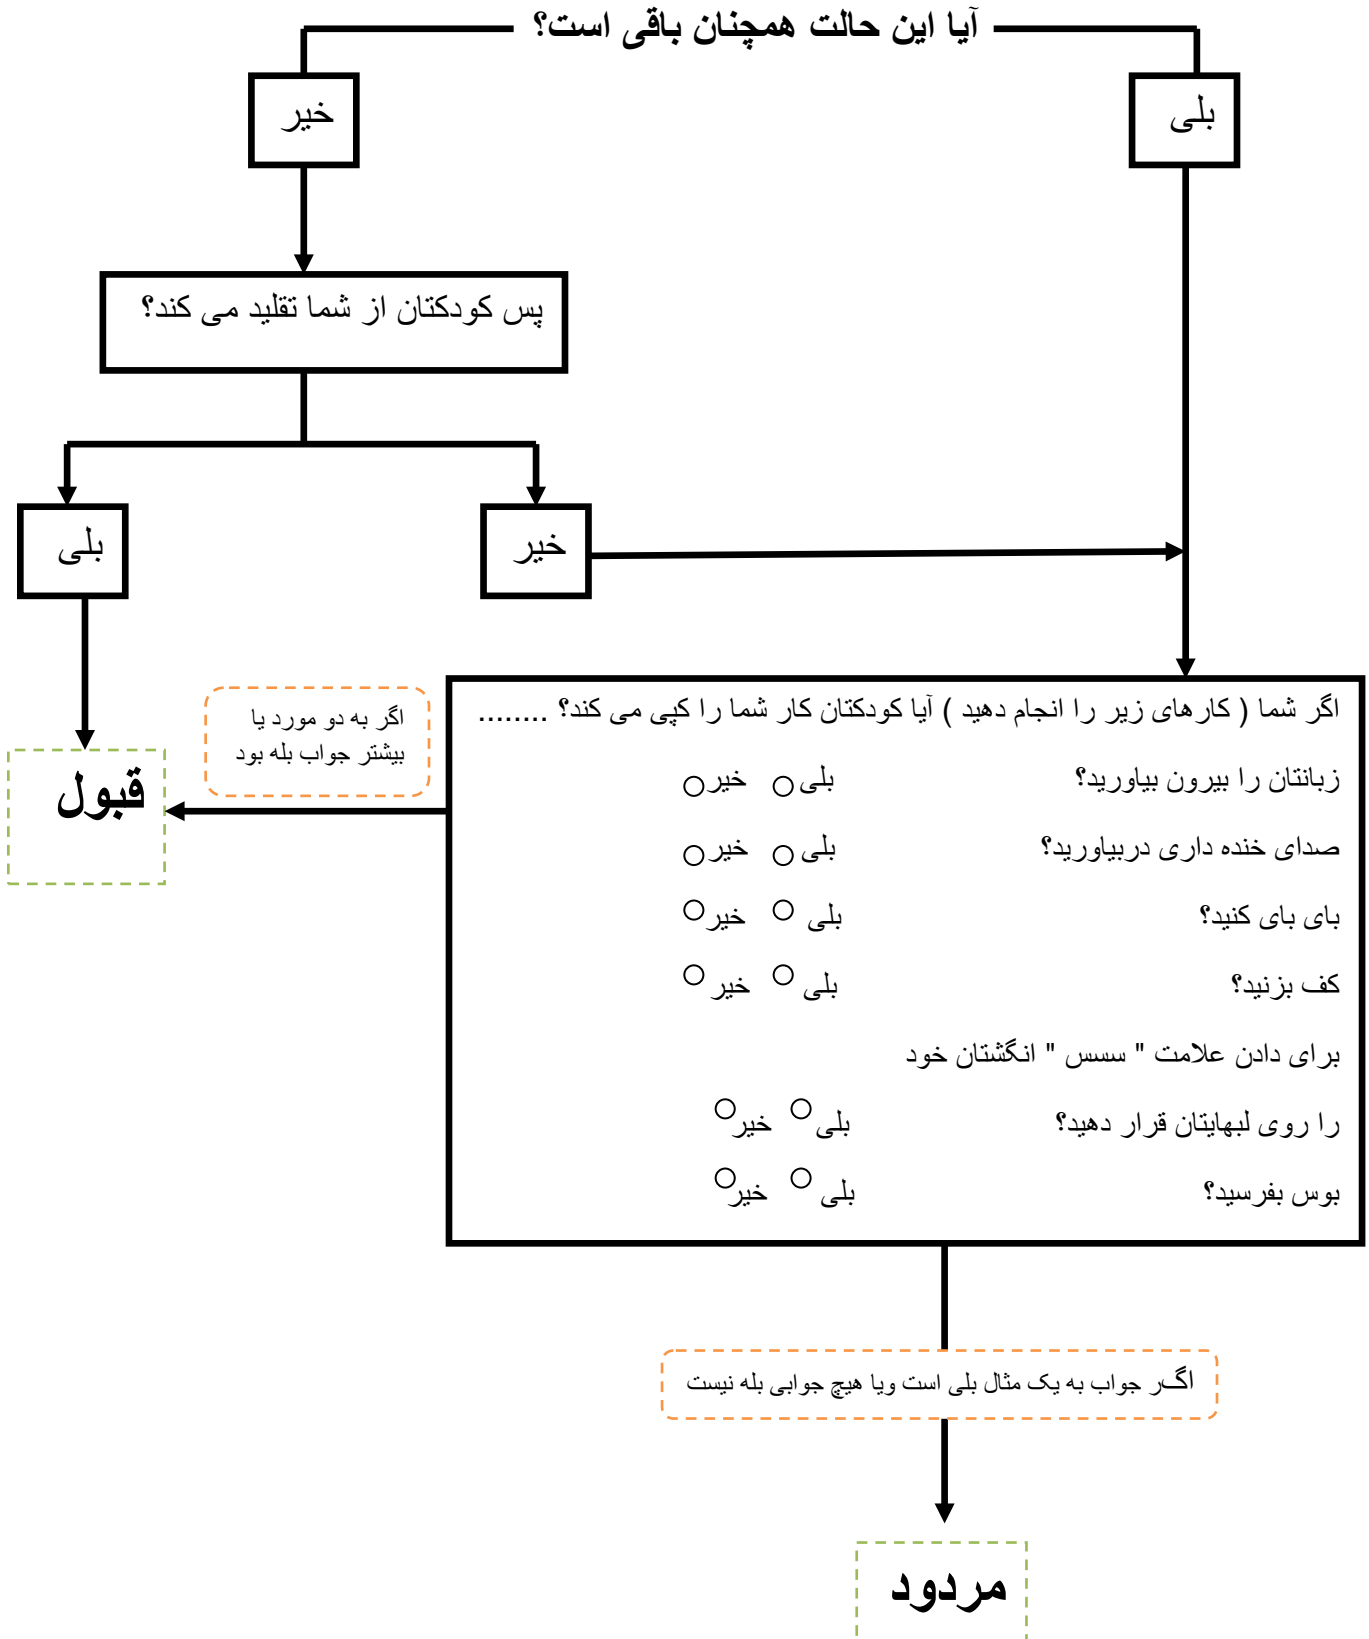 آیا این حالت همچنان باقی است؟
بلی
خیر
پس کودکتان از شما تقلید می کند؟
خیر
بلی
اگر شما ( کارهای زیر را انجام دهید ) آیا کودکتان کار شما را کپی می کند؟ ........
زبانتان را بیرون بیاورید؟ بلی خیر
صدای خنده داری دربیاورید؟ بلی خیر
بای بای کنید؟ بلی خیر
کف بزنید؟ بلی خیر
برای دادن علامت " سسس " انگشتان خود
را روی لبهایتان قرار دهید؟ بلی خیر
بوس بفرسید؟ بلی خیر
اگر به دو مورد یا
بیشتر جواب بله بود
قبول
اگر جواب به یک مثال بلی است ویا هیچ جوابی بله نیست
مردود